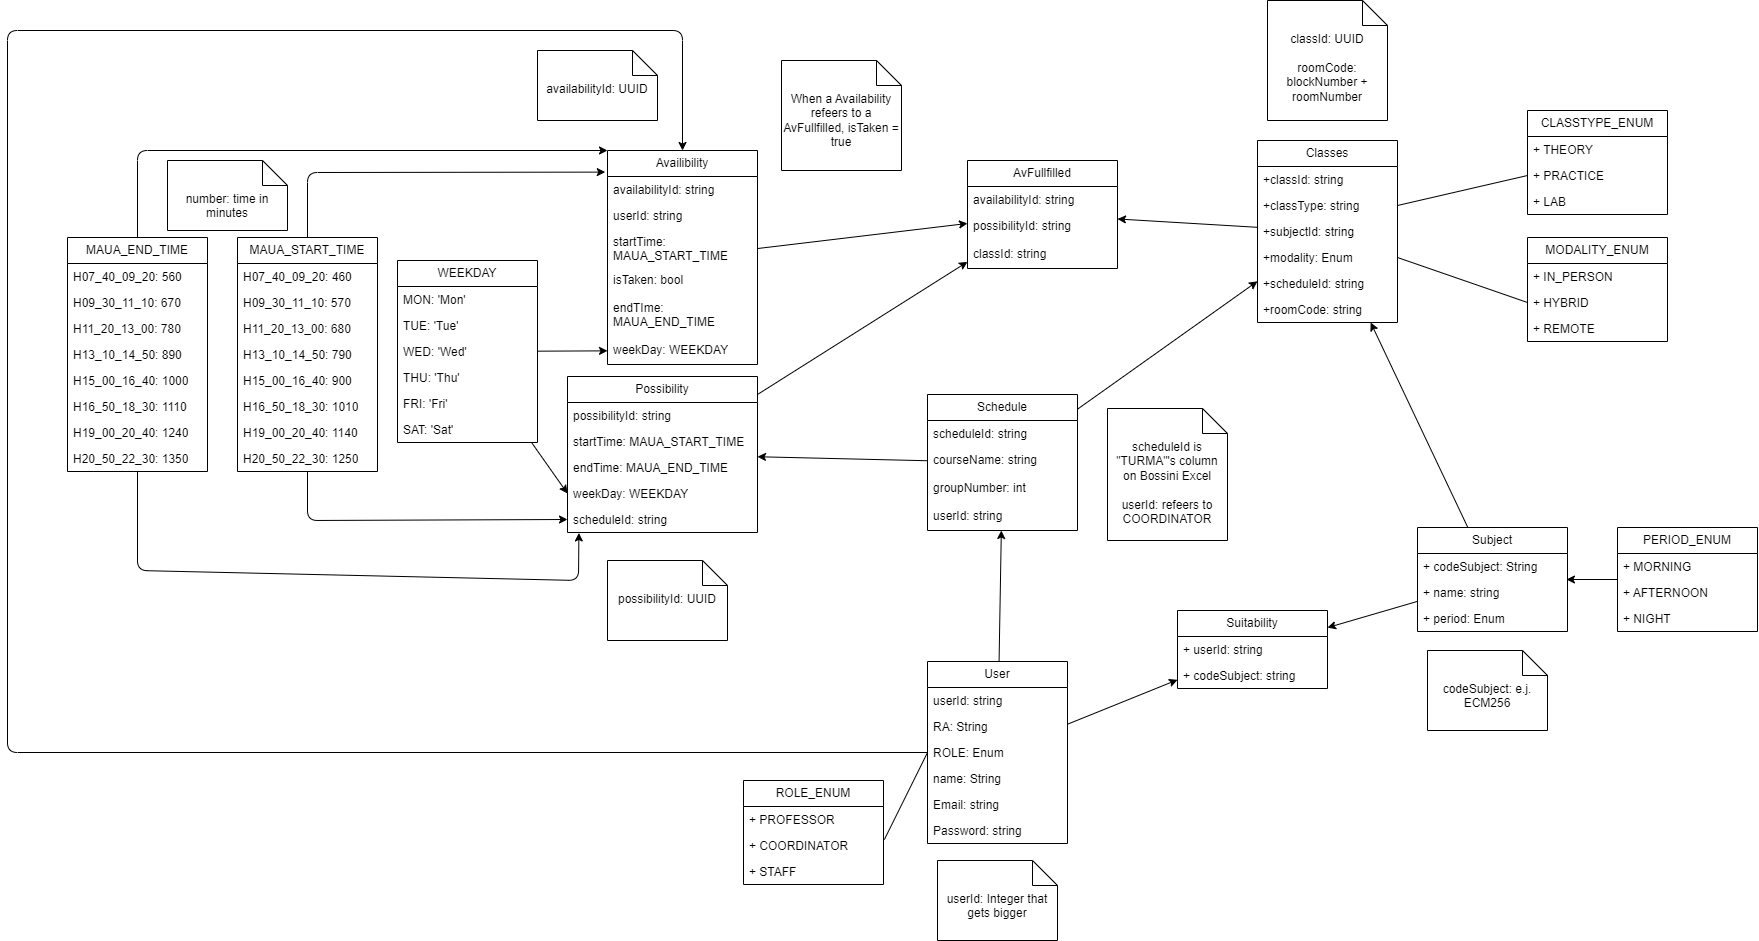 classId: UUID
roomCode:
blockNumber +
roomNumber
availabilityId: UUID
When a Availability
refeers to a
AvFullfilled, isTaken =
true
number: time in
minutes
MAUA_END_TIME
H07_40_09_20: 560
H09_30_11_10: 670
H11_20_13_00: 780
H13_10_14_50: 890
H15_00_16_40: 1000
H16_50_18_30: 1110
H19_00_20_40: 1240
H20_50_22_30: 1350
MAUA_START_TIME
H07_40_09_20: 460
H09_30_11_10: 570
H11_20_13_00: 680
H13_10_14_50: 790
H15_00_16_40: 900
H16_50_18_30: 1010
H19_00_20_40: 1140
H20_50_22_30: 1250
WEEKDAY
MON: 'Mon'
TUE: 'Tue'
WED: 'Wed'
THU: 'Thu'
FRI: 'Fri'
SAT: 'Sat'
Availibility
availabilityId: string
userId: string
startTime:
MAUA_START_TIME
isTaken: bool
endTIme:
MAUA_END_TIME
weekDay: WEEKDAY
Possibility
possibilityId: string
startTime: MAUA_START_TIME
endTime: MAUA_END_TIME
weekDay: WEEKDAY
scheduleId: string
possibilityId: UUID
AvFullfilled
availabilityId: string
possibilityId: string
classId: string
Classes
+classId: string
+classType: string
+subjectId: string
+modality: Enum
+scheduleId: string
+roomCode: string
CLASSTYPE_ENUM
+ THEORY
+ PRACTICE
+ LAB
MODALITY_ENUM
+ IN_PERSON
+ HYBRID
+ REMOTE
Schedule
scheduleId: string
courseName: string
groupNumber: int
userId: string
scheduleId is
"TURMA"'s column
on Bossini Excel
userId: refeers to
COORDINATOR
Subject
+ codeSubject: String
+ name: string
+ period: Enum
PERIOD_ENUM
+ MORNING
+ AFTERNOON
+ NIGHT
Suitability
+ userId: string
+ codeSubject: string
codeSubject: e.j.
ECM256
User
userId: string
RA: String
ROLE: Enum
name: String
Email: string
Password: string
ROLE_ENUM
+ PROFESSOR
+ COORDINATOR
+ STAFF
userId: Integer that
gets bigger